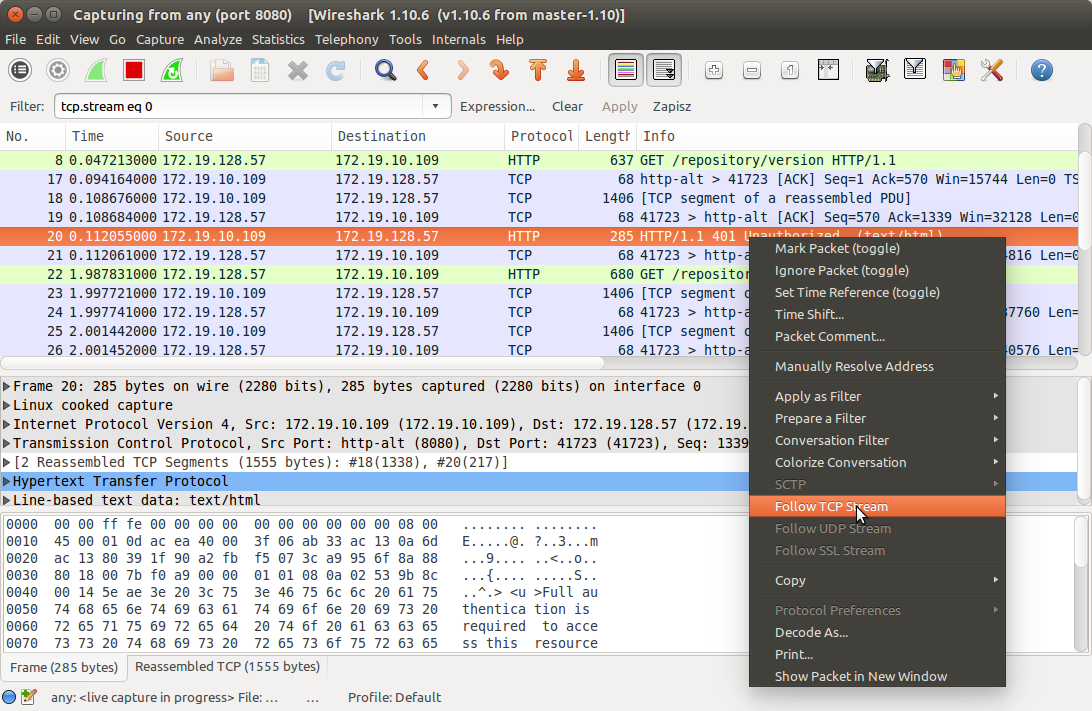 Capturing from any (port 8080)    [Wireshark 1.10.6  (v1.10.6 from master-1.10)]
File Edit View Go Capture Analyze Statistics Telephony Tools Internals Help
Filter: tcp.stream eq 0 Expression... Clear Apply Zapisz
No. Time Source Destination Protocol Length Info
8 0.047213000 172.19.128.57 172.19.10.109 HTTP 637 GET /repository/version HTTP/1.1
17 0.094164000 172.19.10.109 172.19.128.57 TCP 68 http-alt > 41723 [ACK] Seq=1 Ack=570 Win=15744 Len=0 TS
18 0.108676000 172.19.10.109 172.19.128.57 TCP 1406 [TCP segment of a reassembled PDU]
19 0.108684000 172.19.128.57 172.19.10.109 TCP 68 41723 > http-alt [ACK] Seq=570 Ack=1339 Win=32128 Len=0
20 0.112055000 172.19.10.109 172.19.128.57 HTTP 285 HTTP/1.1 401 Unauthorized  (text/html)
21 0.112061000 172.19.128.57 172.19.10.109 TCP 68 41723 > http-a 4816 Len=0
22 1.987831000 172.19.128.57 172.19.10.109 HTTP 680 GET /repositor
23 1.997721000 172.19.10.109 172.19.128.57 TCP 1406 [TCP segment o
24 1.997741000 172.19.128.57 172.19.10.109 TCP 68 41723 > http-a 37760 Len=
25 2.001442000 172.19.10.109 172.19.128.57 TCP 1406 [TCP segment o
26 2.001452000 172.19.128.57 172.19.10.109 TCP 68 41723 > http-a 40576 Len=
Mark Packet (toggle)
Ignore Packet (toggle)
Set Time Reference (toggle)
Time Shift...
Packet Comment...
Manually Resolve Address
Apply as Filter
Prepare a Filter
Conversation Filter
Colorize Conversation
SCTP
Follow TCP Stream
Follow UDP Stream
Follow SSL Stream
Copy
Protocol Preferences
Decode As...
Print...
Show Packet in New Window
Frame 20: 285 bytes on wire (2280 bits), 285 bytes captured (2280 bits) on interface 0
Linux cooked capture
Internet Protocol Version 4, Src: 172.19.10.109 (172.19.10.109), Dst: 172.19.128.57 (172.19.
Transmission Control Protocol, Src Port: http-alt (8080), Dst Port: 41723 (41723), Seq: 1339
[2 Reassembled TCP Segments (1555 bytes): #18(1338), #20(217)]
Hypertext Transfer Protocol
Line-based text data: text/html
0000  00 00 ff fe 00 00 00 00  00 00 00 00 00 00 08 00   ........ ........
0010  45 00 01 0d ac ea 40 00  3f 06 ab 33 ac 13 0a 6d   E.....@. ?..3...m
0020  ac 13 80 39 1f 90 a2 fb  f5 07 3c a9 95 6f 8a 88   ...9.... ..<..o..
0030  80 18 00 7b f0 a9 00 00  01 01 08 0a 02 53 9b 8c   ...{.... .....S..
0040  00 14 5e ae 3e 20 3c 75  3e 46 75 6c 6c 20 61 75   ..^.> <u >Full au
0050  74 68 65 6e 74 69 63 61  74 69 6f 6e 20 69 73 20   thentica tion is
0060  72 65 71 75 69 72 65 64  20 74 6f 20 61 63 63 65   required  to acce
0070  73 73 20 74 68 69 73 20  72 65 73 6f 75 72 63 65   ss this  resource
Frame (285 bytes) Reassembled TCP (1555 bytes)
any: <live capture in progress> File: ... ... Profile: Default